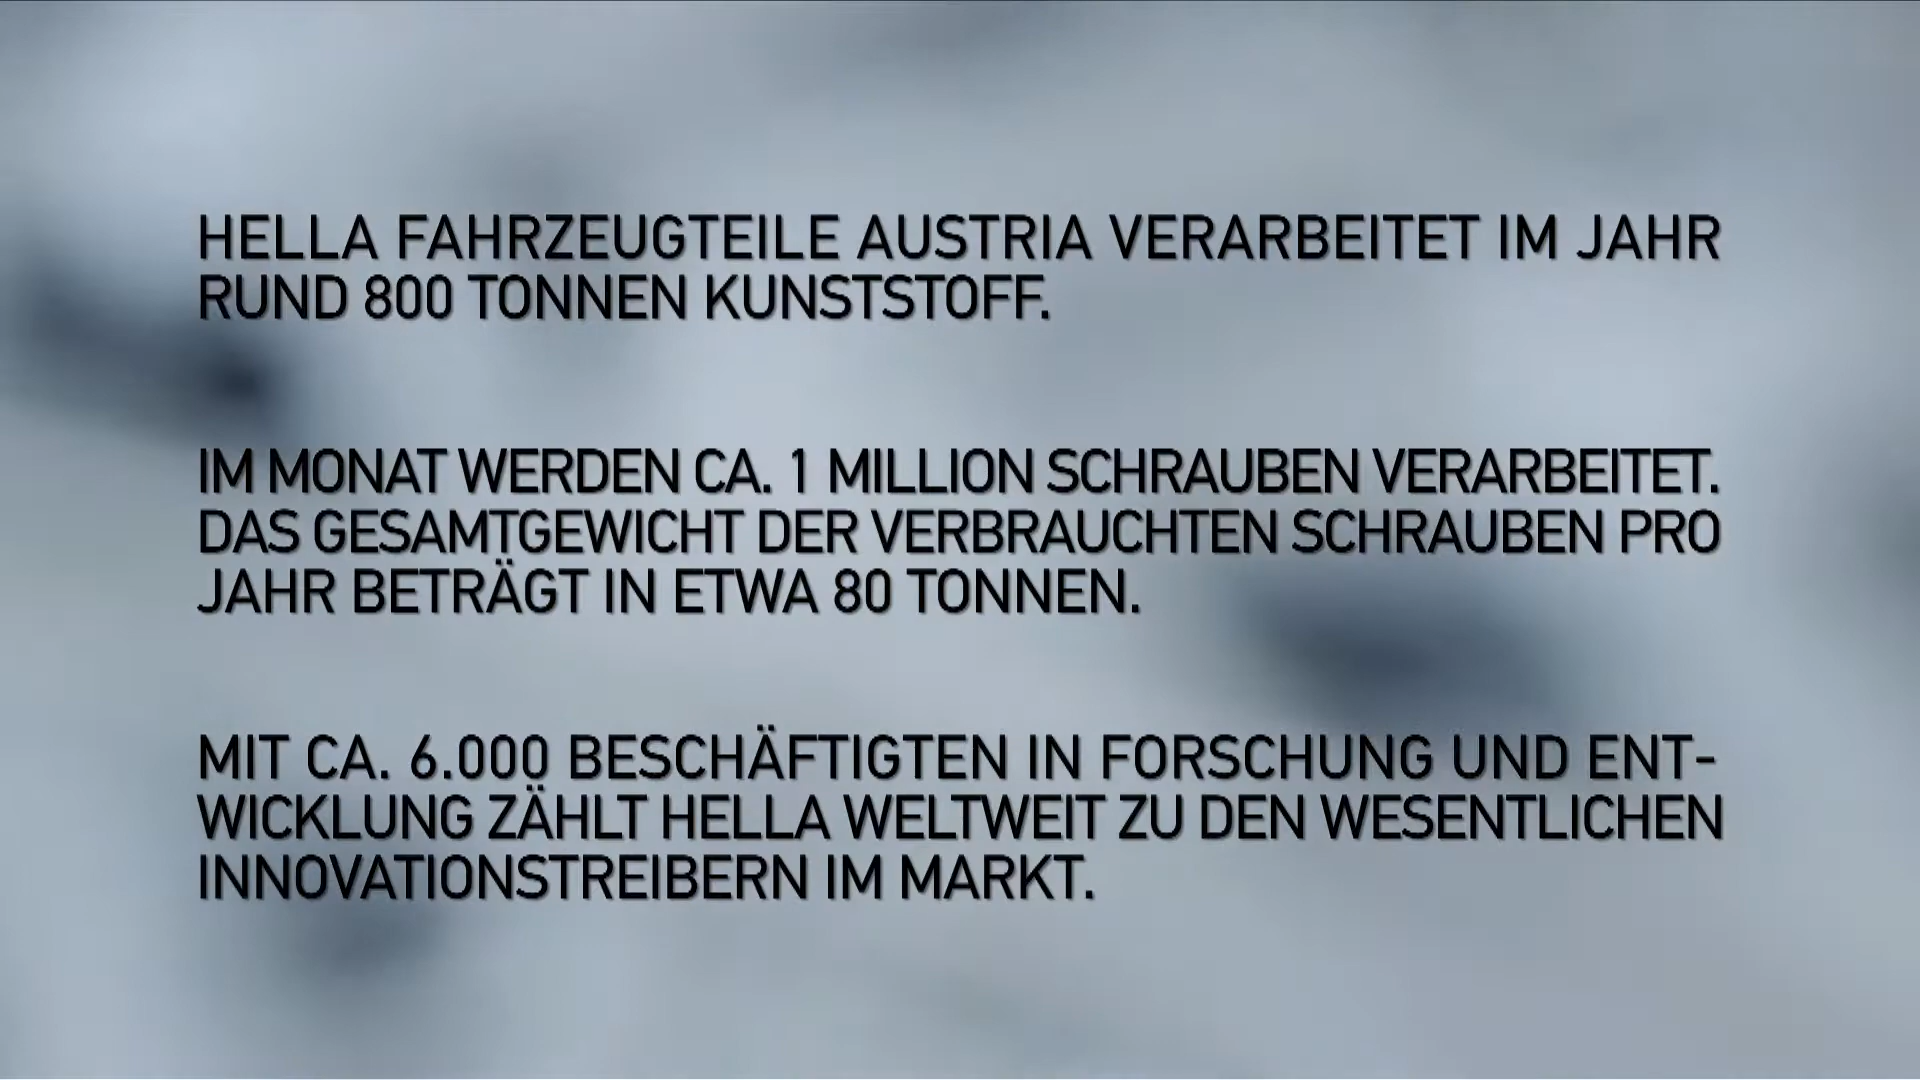 HELLA FAHRZEUGTEILE AUSTRIA VERARBEITET IM JAHR
RUND 800 TONNEN KUNSTSTOFF.
IM MONAT WERDEN CA. 1 MILLION SCHRAUBEN VERARBEITET.
DAS GESAMTGEWICHT DER VERBRAUCHTEN SCHRAUBEN PRO
JAHR BETRÄGT IN ETWA 80 TONNEN.
MIT CA. 6.000 BESCHÄFTIGTEN IN FORSCHUNG UND ENT-
WICKLUNG ZÄHLT HELLA WELTWEIT ZU DEN WESENTLICHEN
INNOVATIONSTREIBERN IM MARKT.